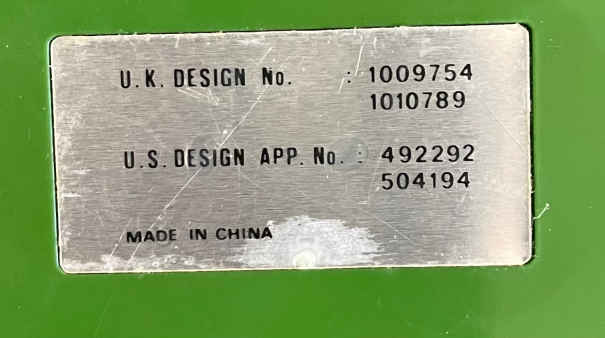 U.K. DESIGN No. : 1009754
1010789
U.S. DESIGN APP. No. : 492292
504194
MADE IN CHINA